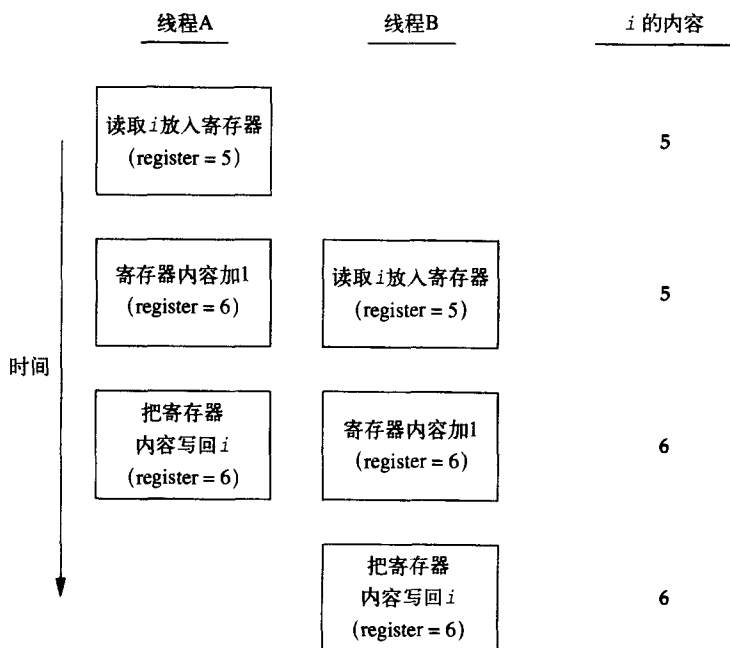 线程A
线程B
i 的内容
读取i放入寄存器
(register = 5)
5
寄存器内容加1
(register = 6)
读取i放入寄存器
(register = 5)
5
时间
把寄存器
内容写回i
(register = 6)
寄存器内容加1
(register = 6)
6
把寄存器
内容写回i
(register = 6)
6